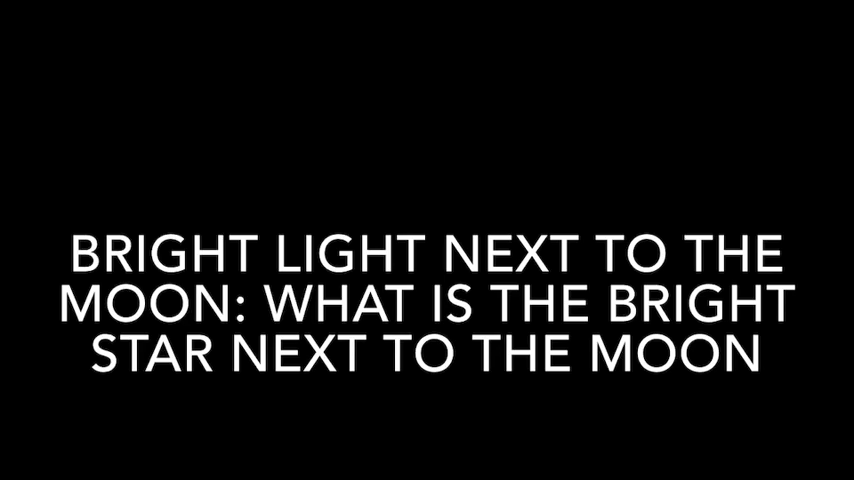 BRIGHT LIGHT NEXT TO THE
MOON: WHAT IS THE BRIGHT
STAR NEXT TO THE MOON